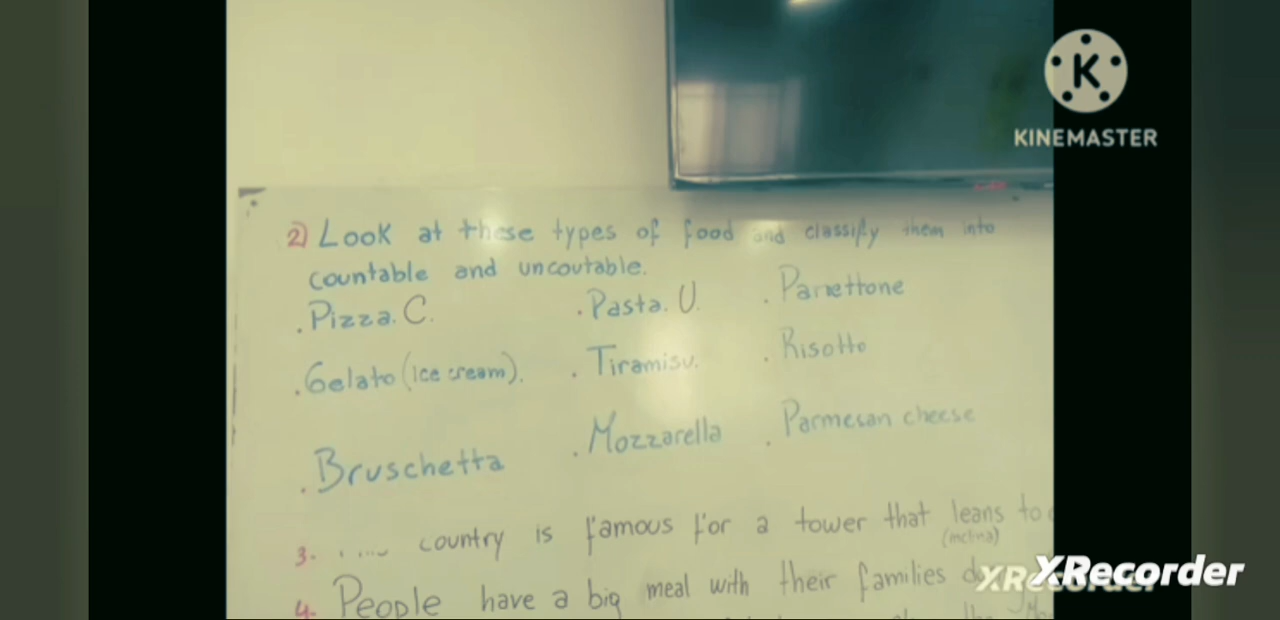 KINEMASTER
2) Look at these types of food and classify them into
countable and uncoutable.
. Pizza. C. . Pasta. U. . Panettone
. Gelato (Ice cream). . Tiramisu. . Risotto
. Bruschetta . Mozzarella . Parmesan cheese
3. .... country is famous for a tower that leans to
4. People have a big meal with their families
XRecorder